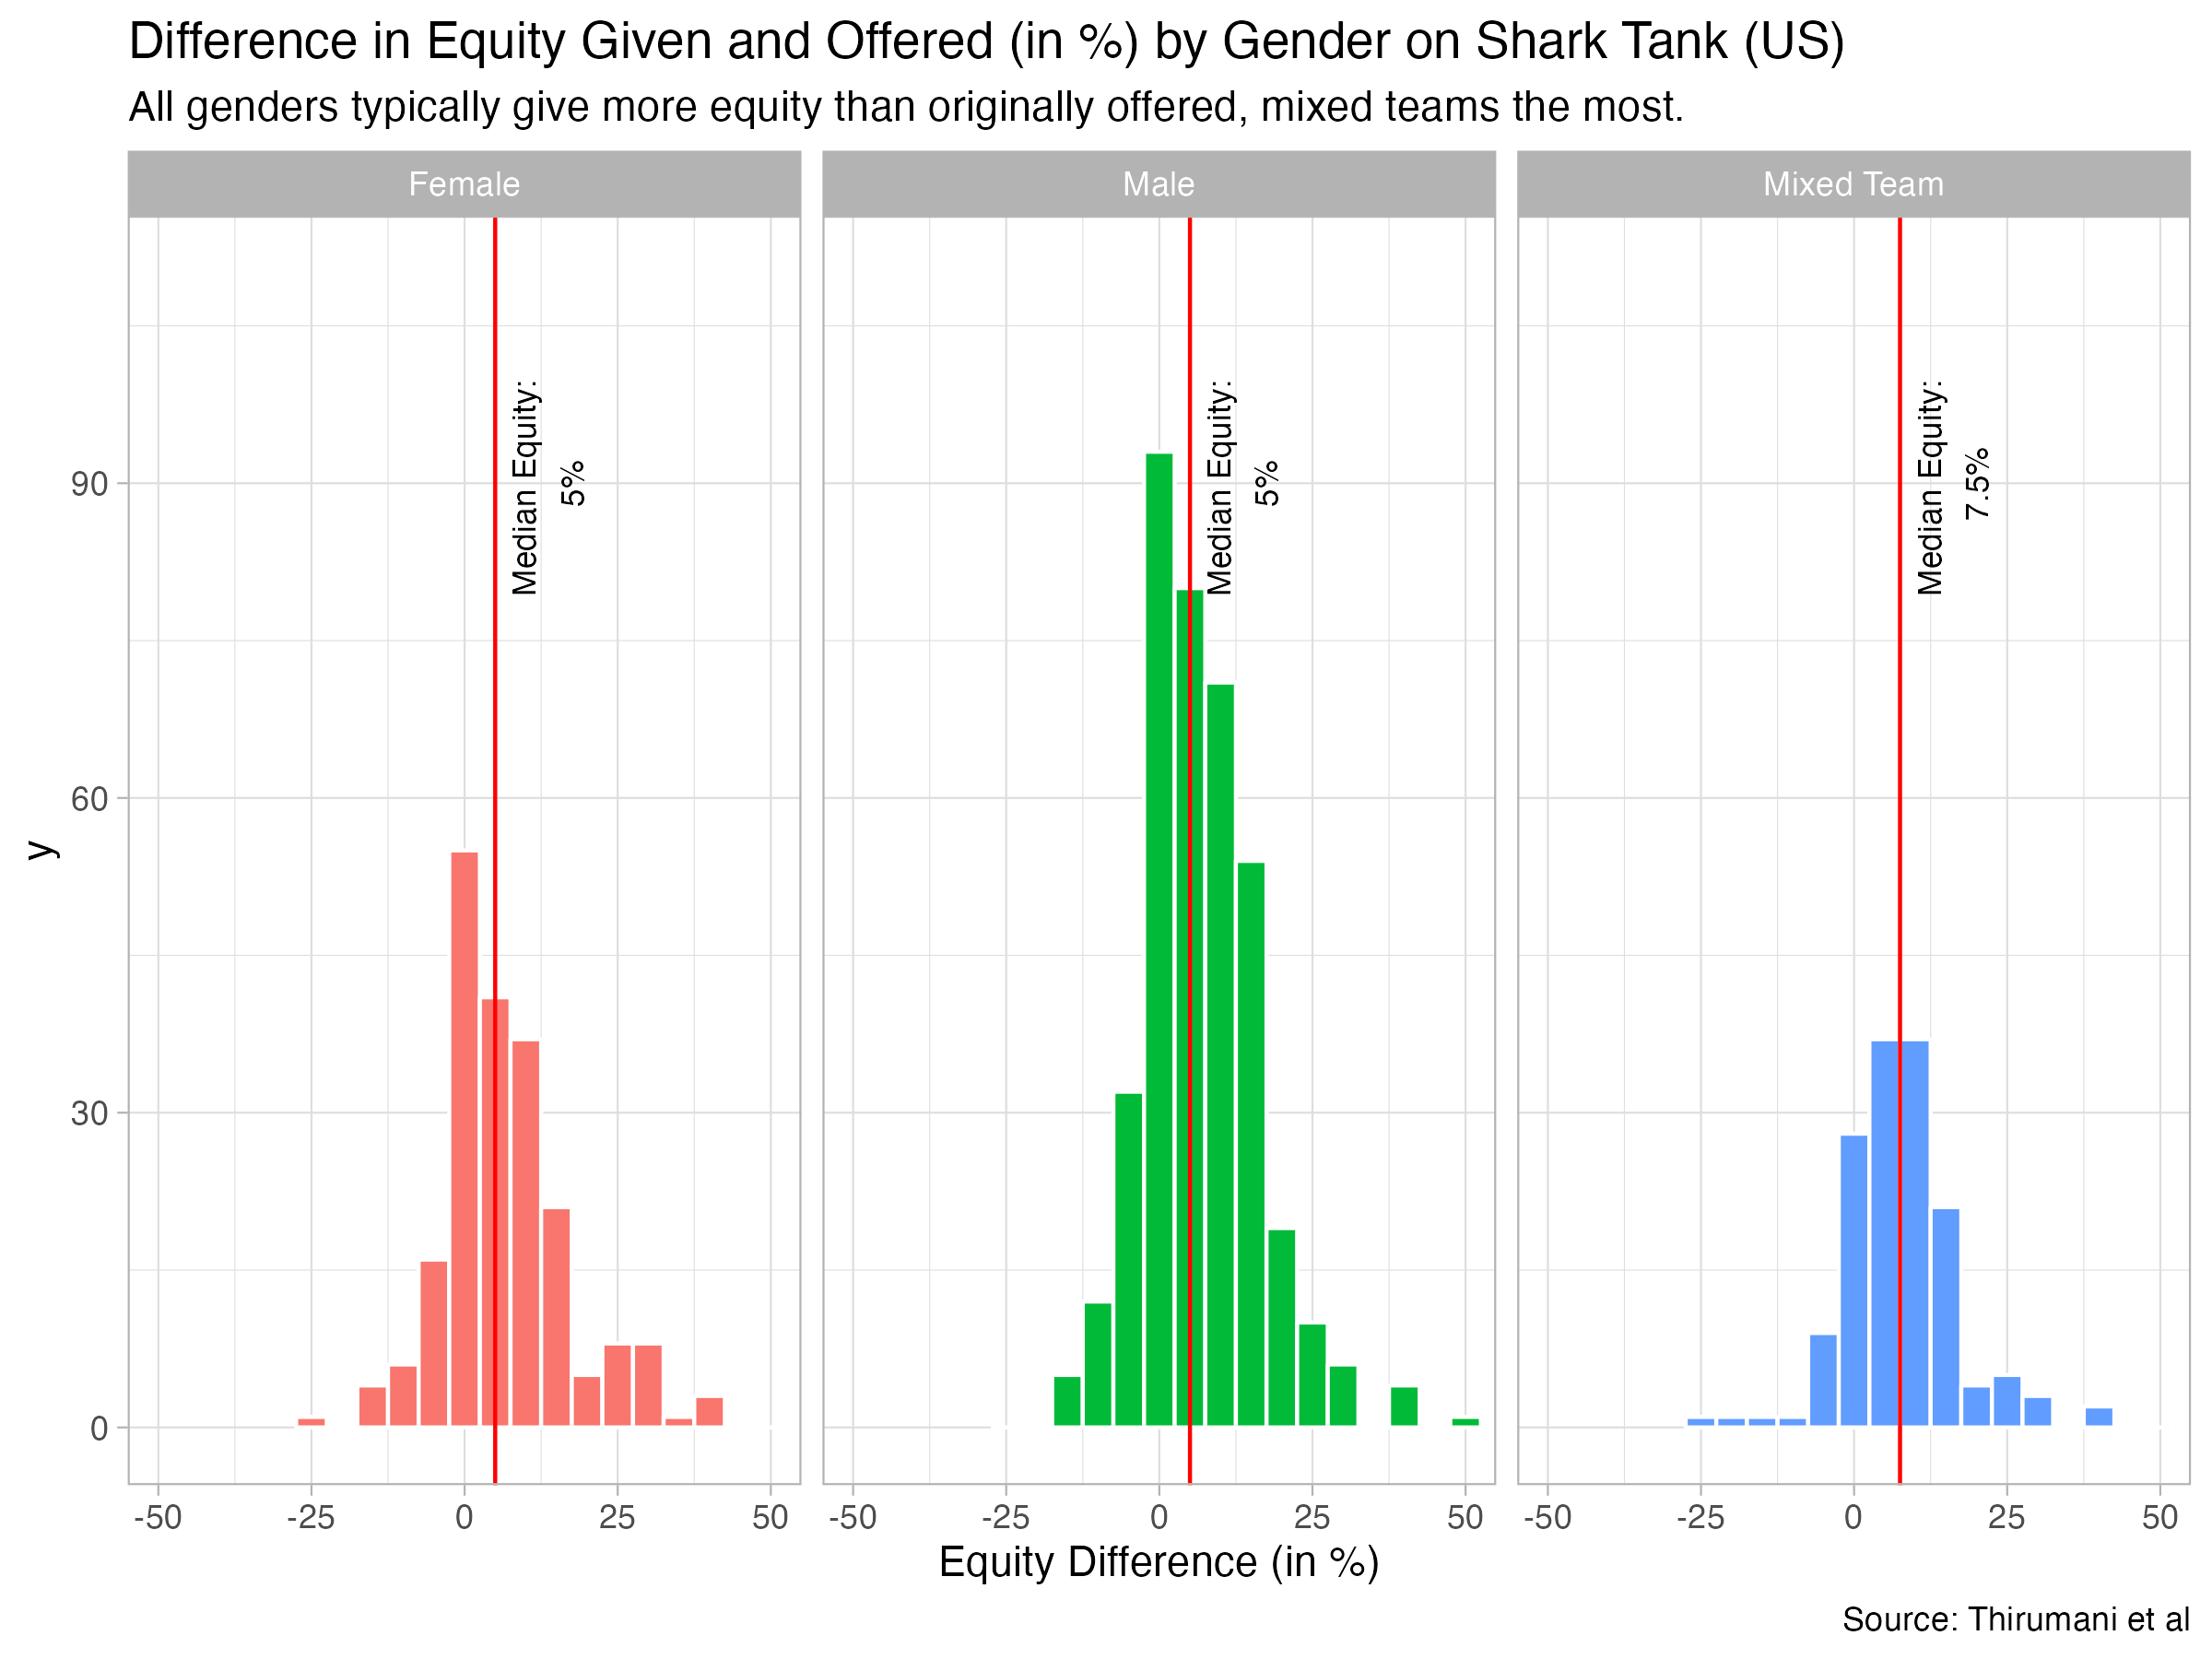 Difference in Equity Given and Offered (in %) by Gender on Shark Tank (US)
All genders typically give more equity than originally offered, mixed teams the most.
Female
Male
Mixed Team
Median Equity:
5%
Median Equity:
5%
Median Equity:
7.5%
y
90
60
30
0
-50 -25 0 25 50
-50 -25 0 25 50
-50 -25 0 25 50
Equity Difference (in %)
Source: Thirumani et al